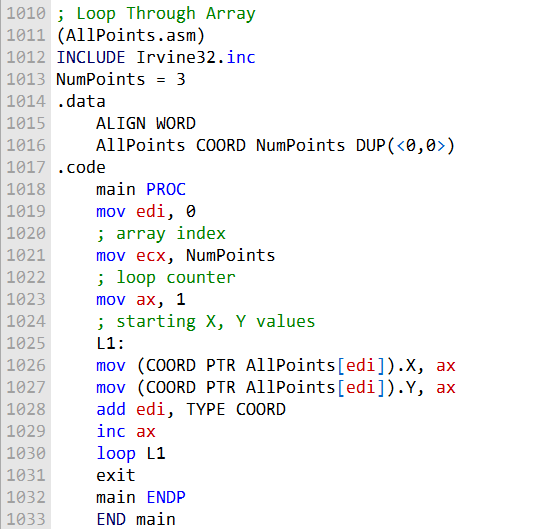 1010 ; Loop Through Array
1011 (AllPoints.asm)
1012 INCLUDE Irvine32.inc
1013 NumPoints = 3
1014 .data
1015     ALIGN WORD
1016     AllPoints COORD NumPoints DUP(<0,0>)
1017 .code
1018     main PROC
1019     mov edi, 0
1020     ; array index
1021     mov ecx, NumPoints
1022     ; loop counter
1023     mov ax, 1
1024     ; starting X, Y values
1025     L1:
1026     mov (COORD PTR AllPoints[edi]).X, ax
1027     mov (COORD PTR AllPoints[edi]).Y, ax
1028     add edi, TYPE COORD
1029     inc ax
1030     loop L1
1031     exit
1032     main ENDP
1033     END main